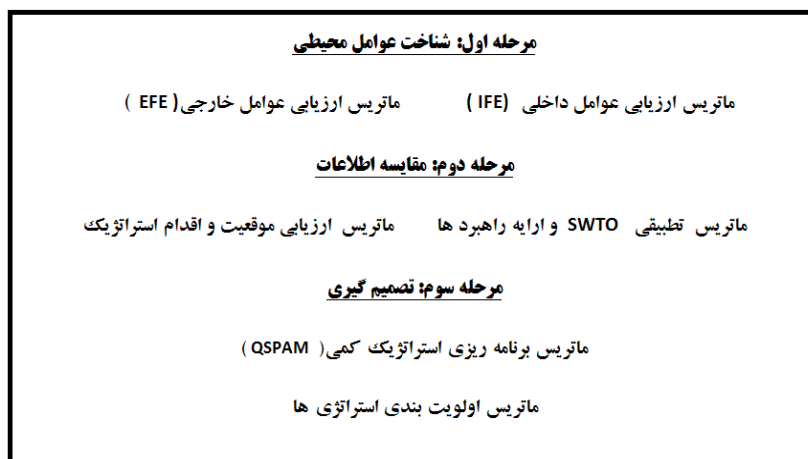 مرحله اول: شناخت عوامل محیطی
ماتریس ارزیابی عوامل داخلی (IFE ) ماتریس ارزیابی عوامل خارجی( EFE )
مرحله دوم: مقایسه اطلاعات
ماتریس تطبیقی SWTO و ارایه راهبرد ها ماتریس ارزیابی موقعیت و اقدام استراتژیک
مرحله سوم: تصمیم گیری
ماتریس برنامه ریزی استراتژیک کمی( QSPAM )
ماتریس اولویت بندی استراتژی ها